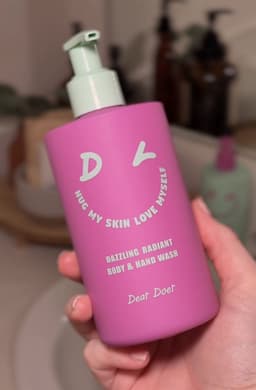 D L
HUG MY SKIN LOVE MYSELF
DAZZLING RADIANT
BODY & HAND WASH
Dear Doer